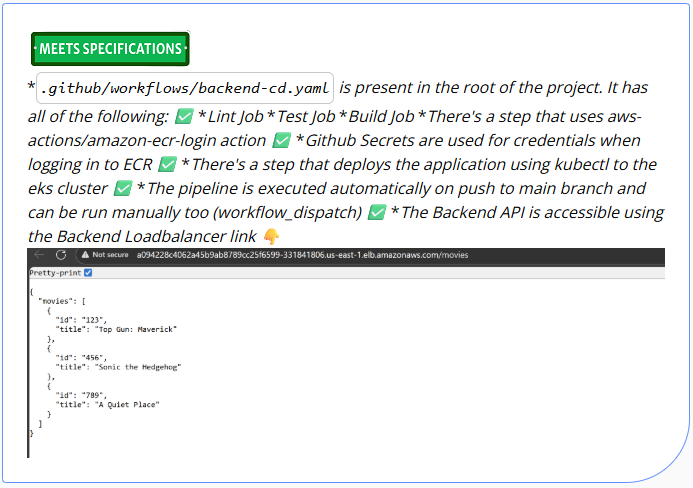 MEETS SPECIFICATIONS
* .github/workflows/backend-cd.yaml is present in the root of the project. It has
all of the following: ✅ *Lint Job *Test Job *Build Job *There's a step that uses aws-
actions/amazon-ecr-login action ✅ *Github Secrets are used for credentials when
logging in to ECR ✅ *There's a step that deploys the application using kubectl to the
eks cluster ✅ *The pipeline is executed automatically on push to main branch and
can be run manually too (workflow_dispatch) ✅ *The Backend API is accessible using
the Backend Loadbalancer link 👇
Not secure a094228c4062a45b9ab8789cc25f6599-331841806.us-east-1.elb.amazonaws.com/movies
Pretty-print
{
"movies": [
{
"id": "123",
"title": "Top Gun: Maverick"
},
{
"id": "456",
"title": "Sonic the Hedgehog"
},
{
"id": "789",
"title": "A Quiet Place"
}
]
}